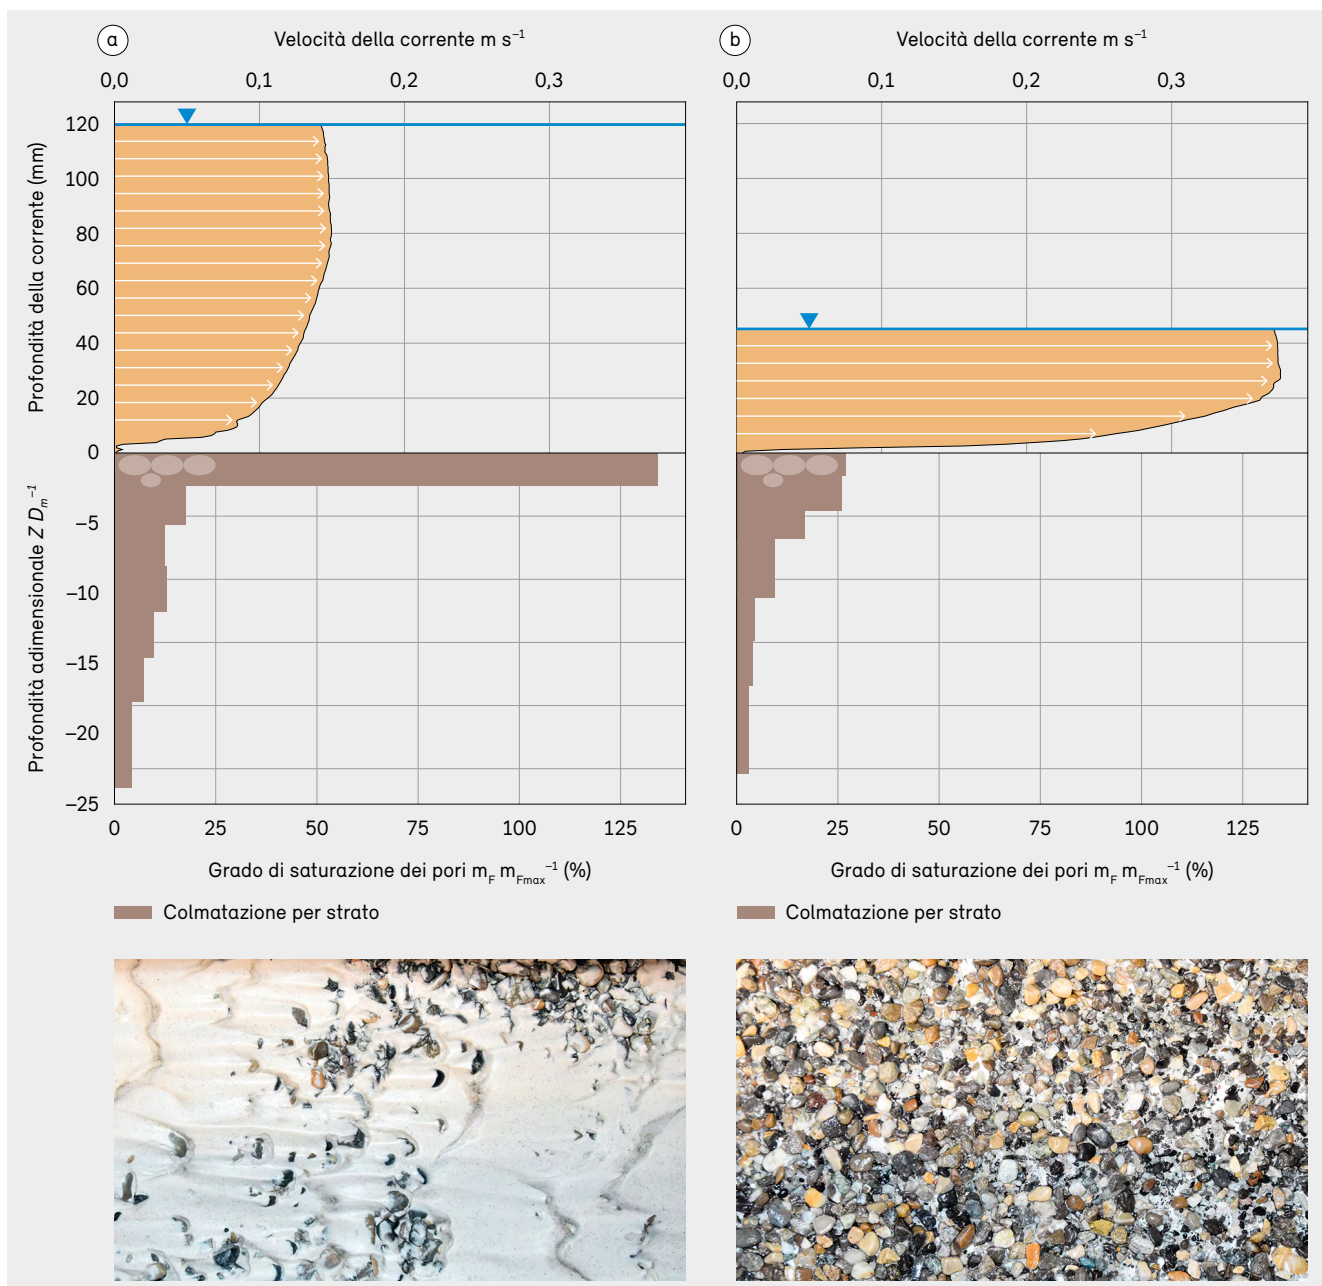 a
Velocità della corrente m s⁻¹
0,0 0,1 0,2 0,3
Profondità della corrente (mm)
120
100
80
60
40
20
0
Profondità adimensionale Z Dₘ⁻¹
–5
–10
–15
–20
–25
0 25 50 75 100 125
Grado di saturazione dei pori m_F m_Fmax⁻¹ (%)
Colmatazione per strato
b
Velocità della corrente m s⁻¹
0,0 0,1 0,2 0,3
0 25 50 75 100 125
Grado di saturazione dei pori m_F m_Fmax⁻¹ (%)
Colmatazione per strato